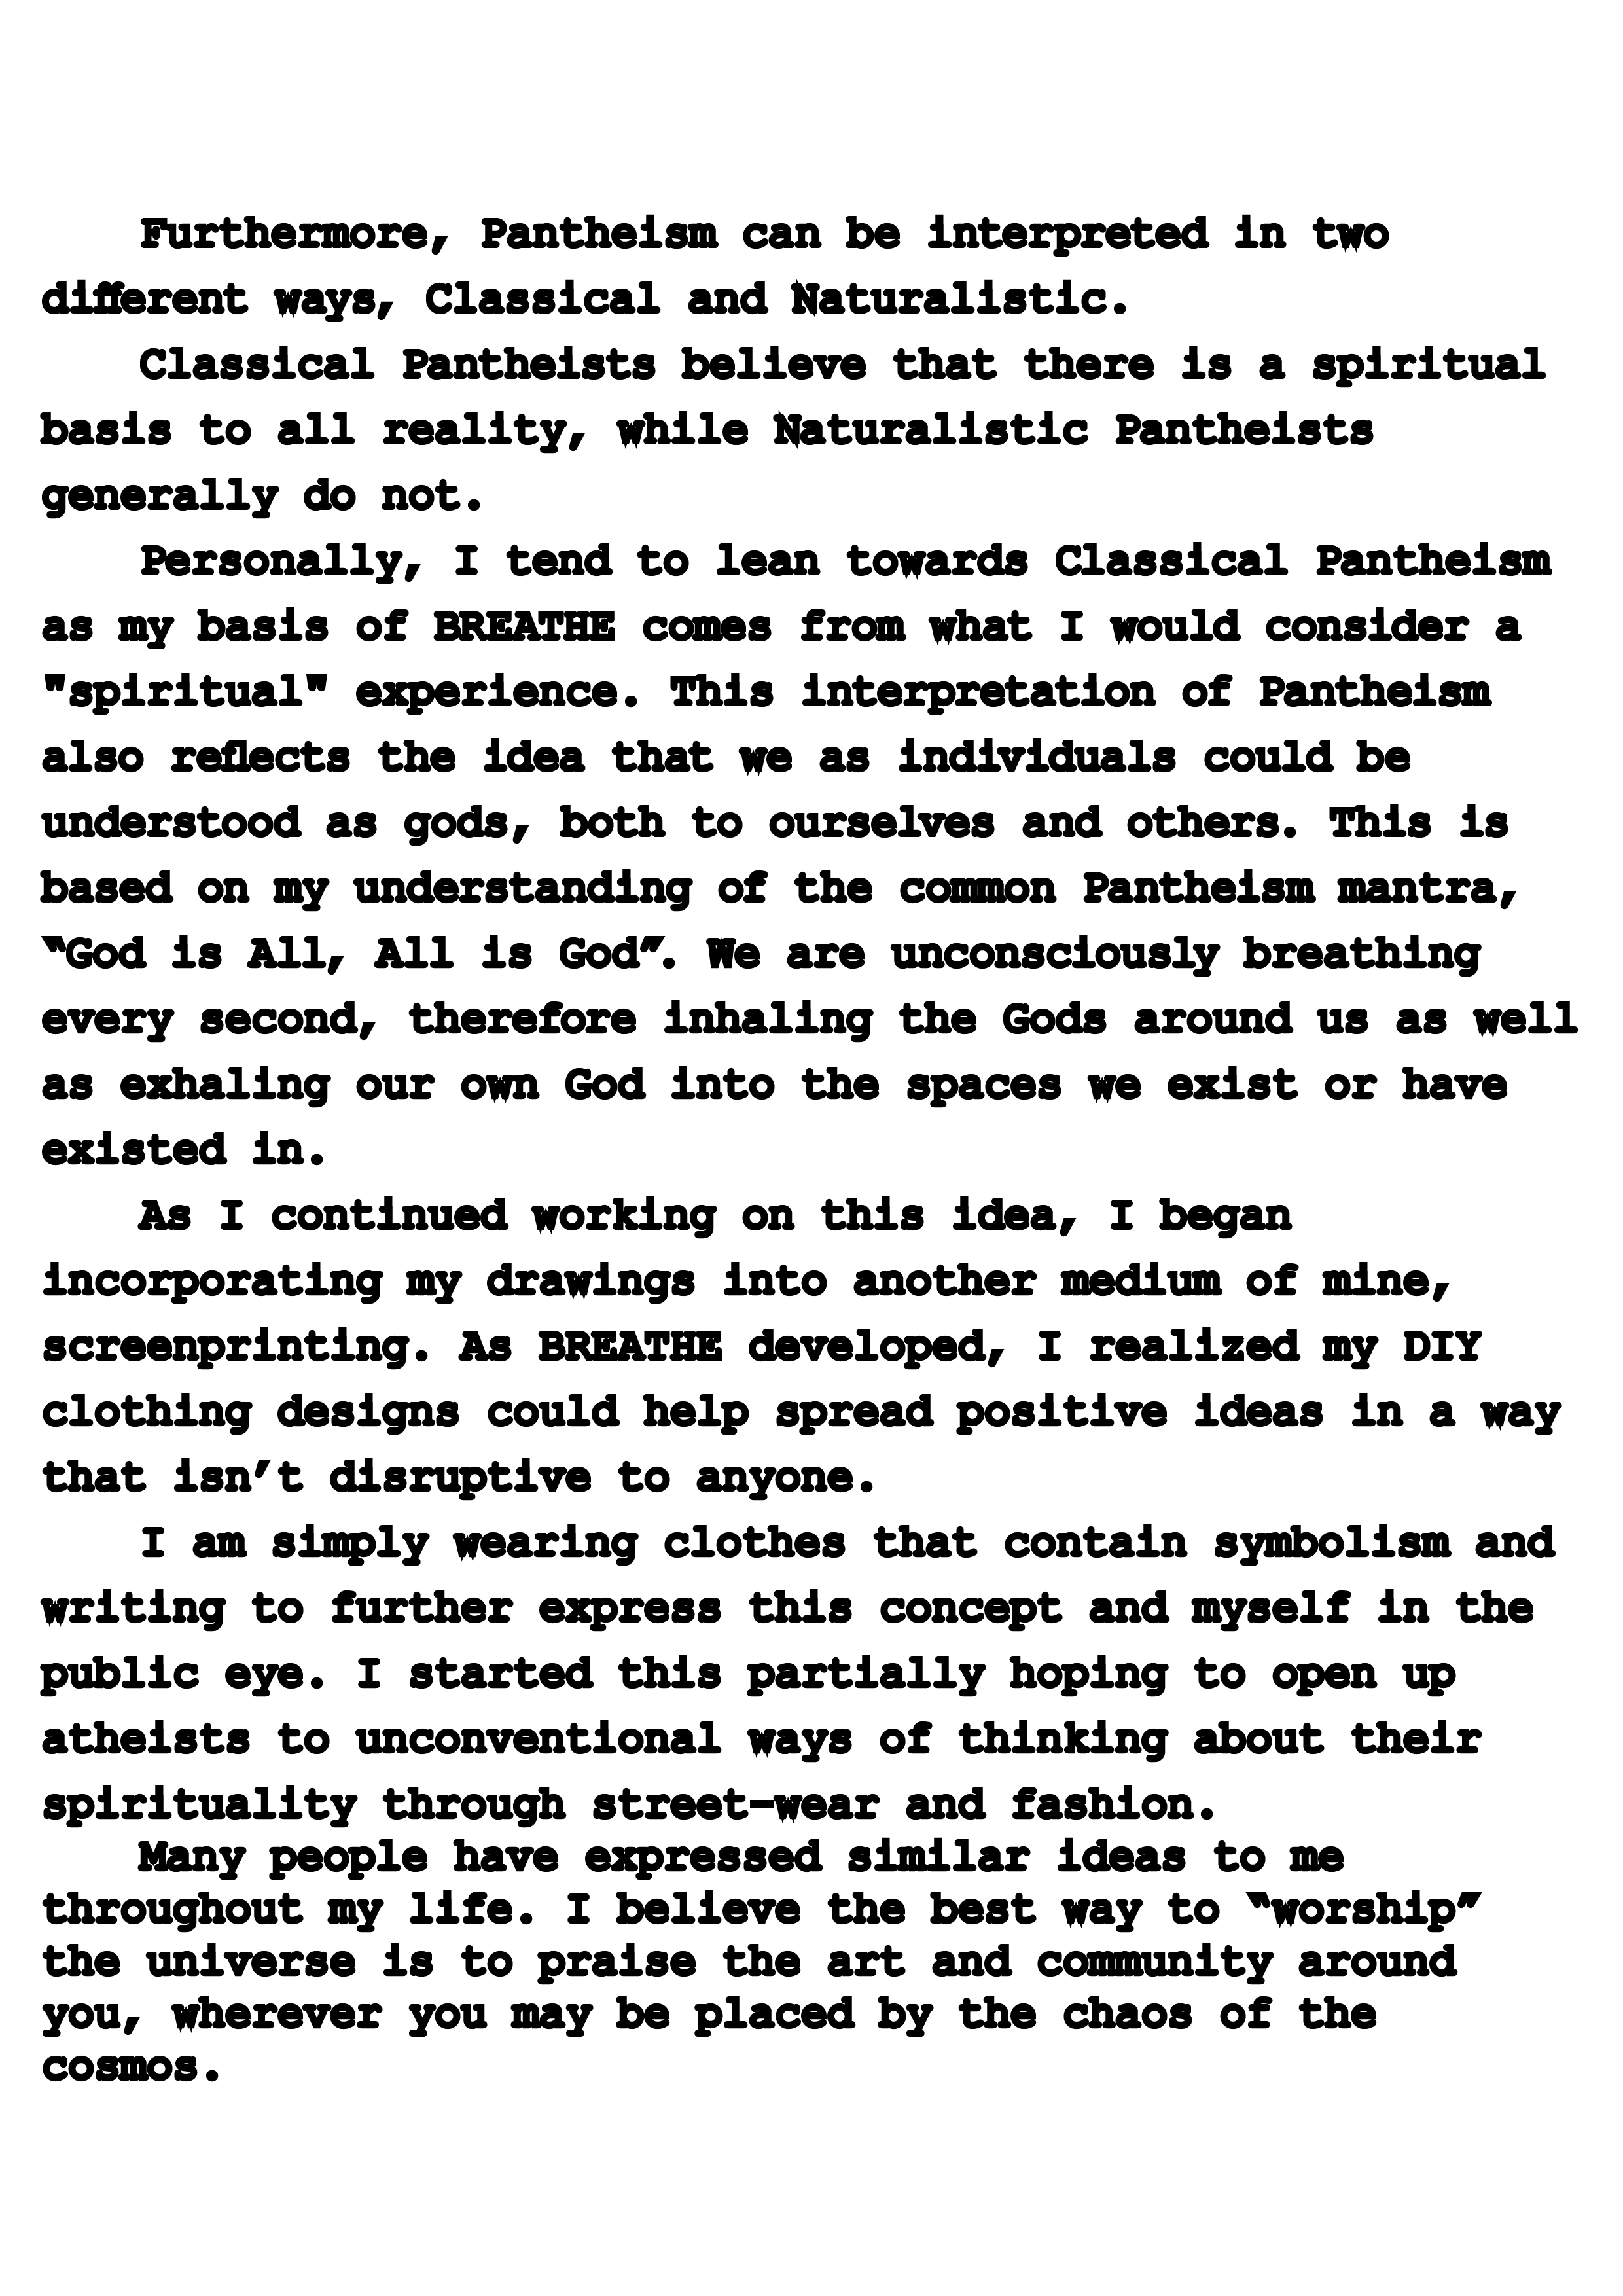 Furthermore, Pantheism can be interpreted in two
different ways, Classical and Naturalistic.
Classical Pantheists believe that there is a spiritual
basis to all reality, while Naturalistic Pantheists
generally do not.
Personally, I tend to lean towards Classical Pantheism
as my basis of BREATHE comes from what I would consider a
"spiritual" experience. This interpretation of Pantheism
also reflects the idea that we as individuals could be
understood as gods, both to ourselves and others. This is
based on my understanding of the common Pantheism mantra,
“God is All, All is God”. We are unconsciously breathing
every second, therefore inhaling the Gods around us as well
as exhaling our own God into the spaces we exist or have
existed in.
As I continued working on this idea, I began
incorporating my drawings into another medium of mine,
screenprinting. As BREATHE developed, I realized my DIY
clothing designs could help spread positive ideas in a way
that isn’t disruptive to anyone.
I am simply wearing clothes that contain symbolism and
writing to further express this concept and myself in the
public eye. I started this partially hoping to open up
atheists to unconventional ways of thinking about their
spirituality through street-wear and fashion.
Many people have expressed similar ideas to me
throughout my life. I believe the best way to “worship”
the universe is to praise the art and community around
you, wherever you may be placed by the chaos of the
cosmos.